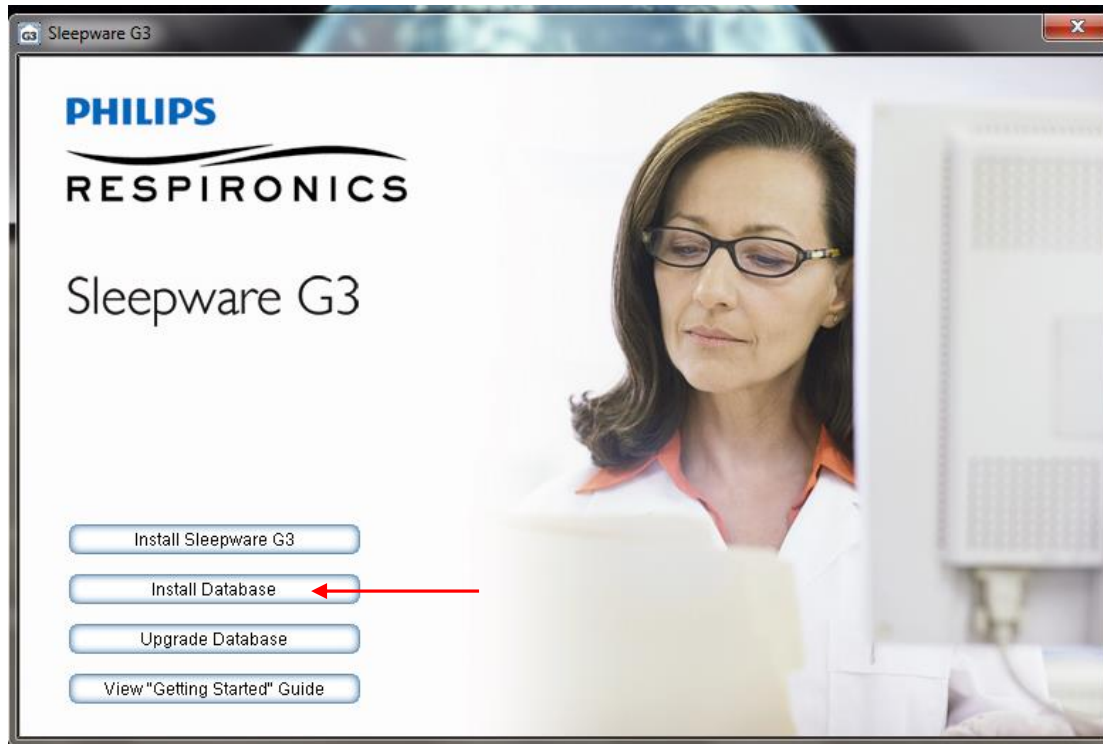 Sleepware G3
PHILIPS
RESPIRONICS
Sleepware G3
Install Sleepware G3
Install Database
Upgrade Database
View "Getting Started" Guide